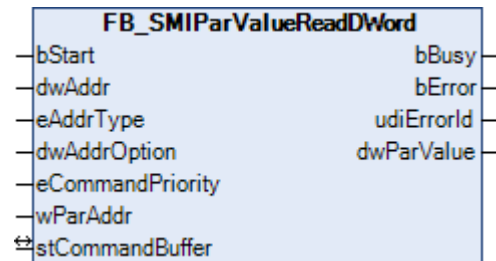 FB_SMIParValueReadDWord
bStart bBusy
dwAddr bError
eAddrType udiErrorId
dwAddrOption dwParValue
eCommandPriority
wParAddr
stCommandBuffer